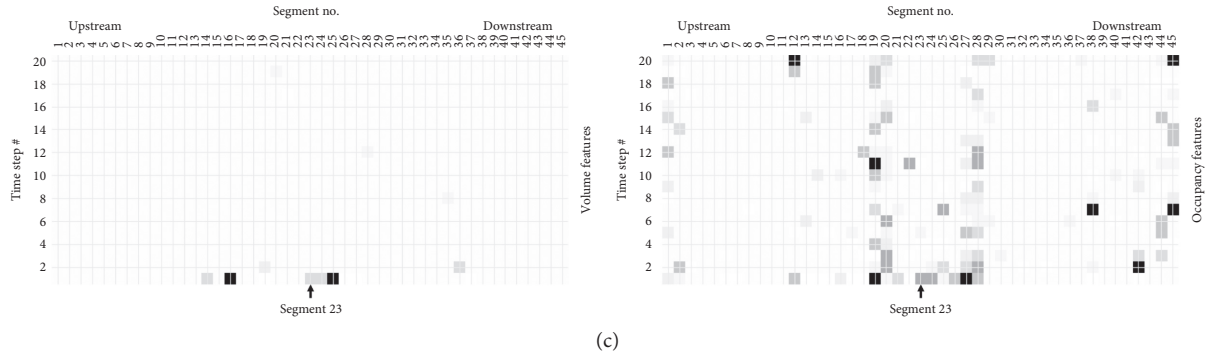 Segment no.
Upstream Downstream
1 2 3 4 5 6 7 8 9 10 11 12 13 14 15 16 17 18 19 20 21 22 23 24 25 26 27 28 29 30 31 32 33 34 35 36 37 38 39 40 41 42 43 44 45
20
18
16
14
12
10
8
6
4
2
Time step #
Volume features
Segment 23
Segment no.
Upstream Downstream
1 2 3 4 5 6 7 8 9 10 11 12 13 14 15 16 17 18 19 20 21 22 23 24 25 26 27 28 29 30 31 32 33 34 35 36 37 38 39 40 41 42 43 44 45
20
18
16
14
12
10
8
6
4
2
Time step #
Occupancy features
Segment 23
(c)